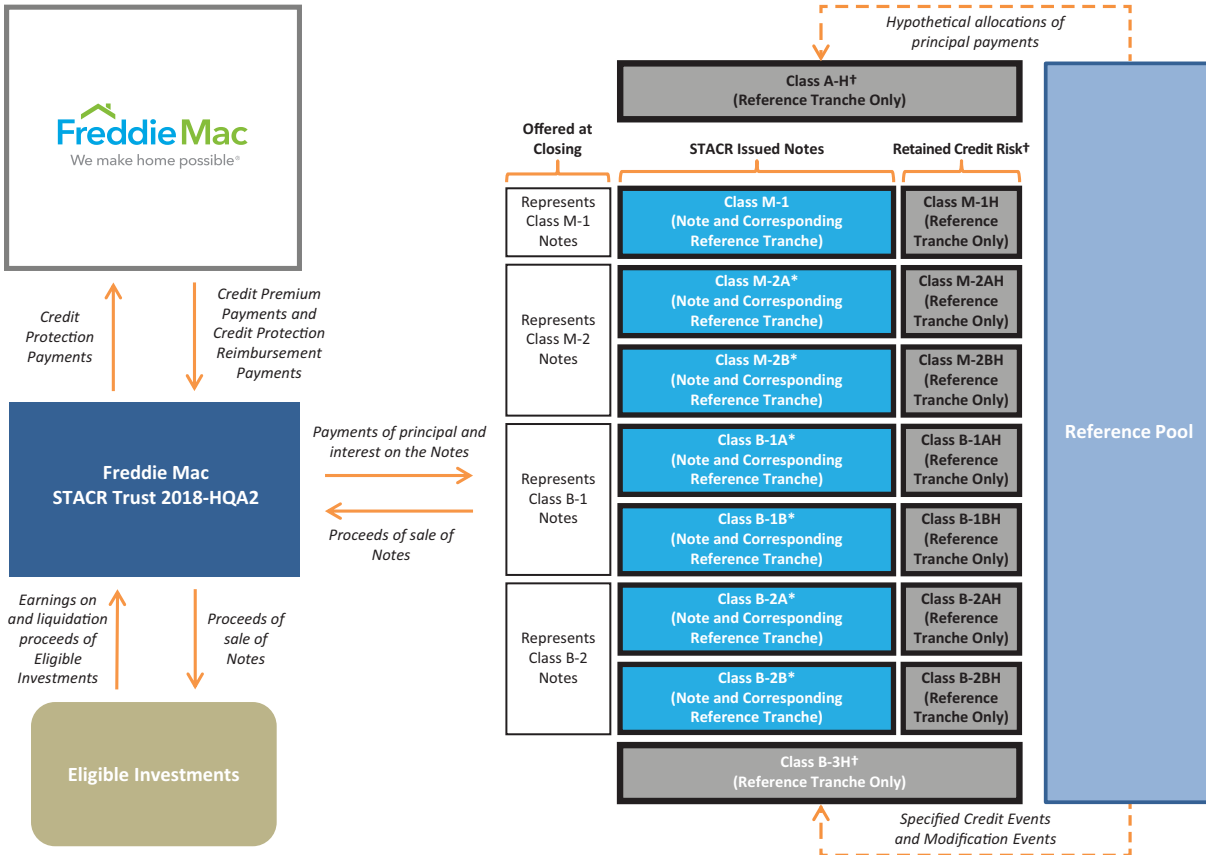 FreddieMac
We make home possible®
Credit
Protection
Payments
Credit Premium
Payments and
Credit Protection
Reimbursement
Payments
Freddie Mac
STACR Trust 2018-HQA2
Earnings on
and liquidation
proceeds of
Eligible
Investments
Proceeds of
sale of
Notes
Eligible Investments
Payments of principal and
interest on the Notes
Proceeds of sale of
Notes
Hypothetical allocations of
principal payments
Class A-H†
(Reference Tranche Only)
Offered at
Closing
STACR Issued Notes
Retained Credit Risk†
Represents
Class M-1
Notes
Class M-1
(Note and Corresponding
Reference Tranche)
Class M-1H
(Reference
Tranche Only)
Represents
Class M-2
Notes
Class M-2A*
(Note and Corresponding
Reference Tranche)
Class M-2AH
(Reference
Tranche Only)
Class M-2B*
(Note and Corresponding
Reference Tranche)
Class M-2BH
(Reference
Tranche Only)
Represents
Class B-1
Notes
Class B-1A*
(Note and Corresponding
Reference Tranche)
Class B-1AH
(Reference
Tranche Only)
Class B-1B*
(Note and Corresponding
Reference Tranche)
Class B-1BH
(Reference
Tranche Only)
Represents
Class B-2
Notes
Class B-2A*
(Note and Corresponding
Reference Tranche)
Class B-2AH
(Reference
Tranche Only)
Class B-2B*
(Note and Corresponding
Reference Tranche)
Class B-2BH
(Reference
Tranche Only)
Class B-3H†
(Reference Tranche Only)
Reference Pool
Specified Credit Events
and Modification Events